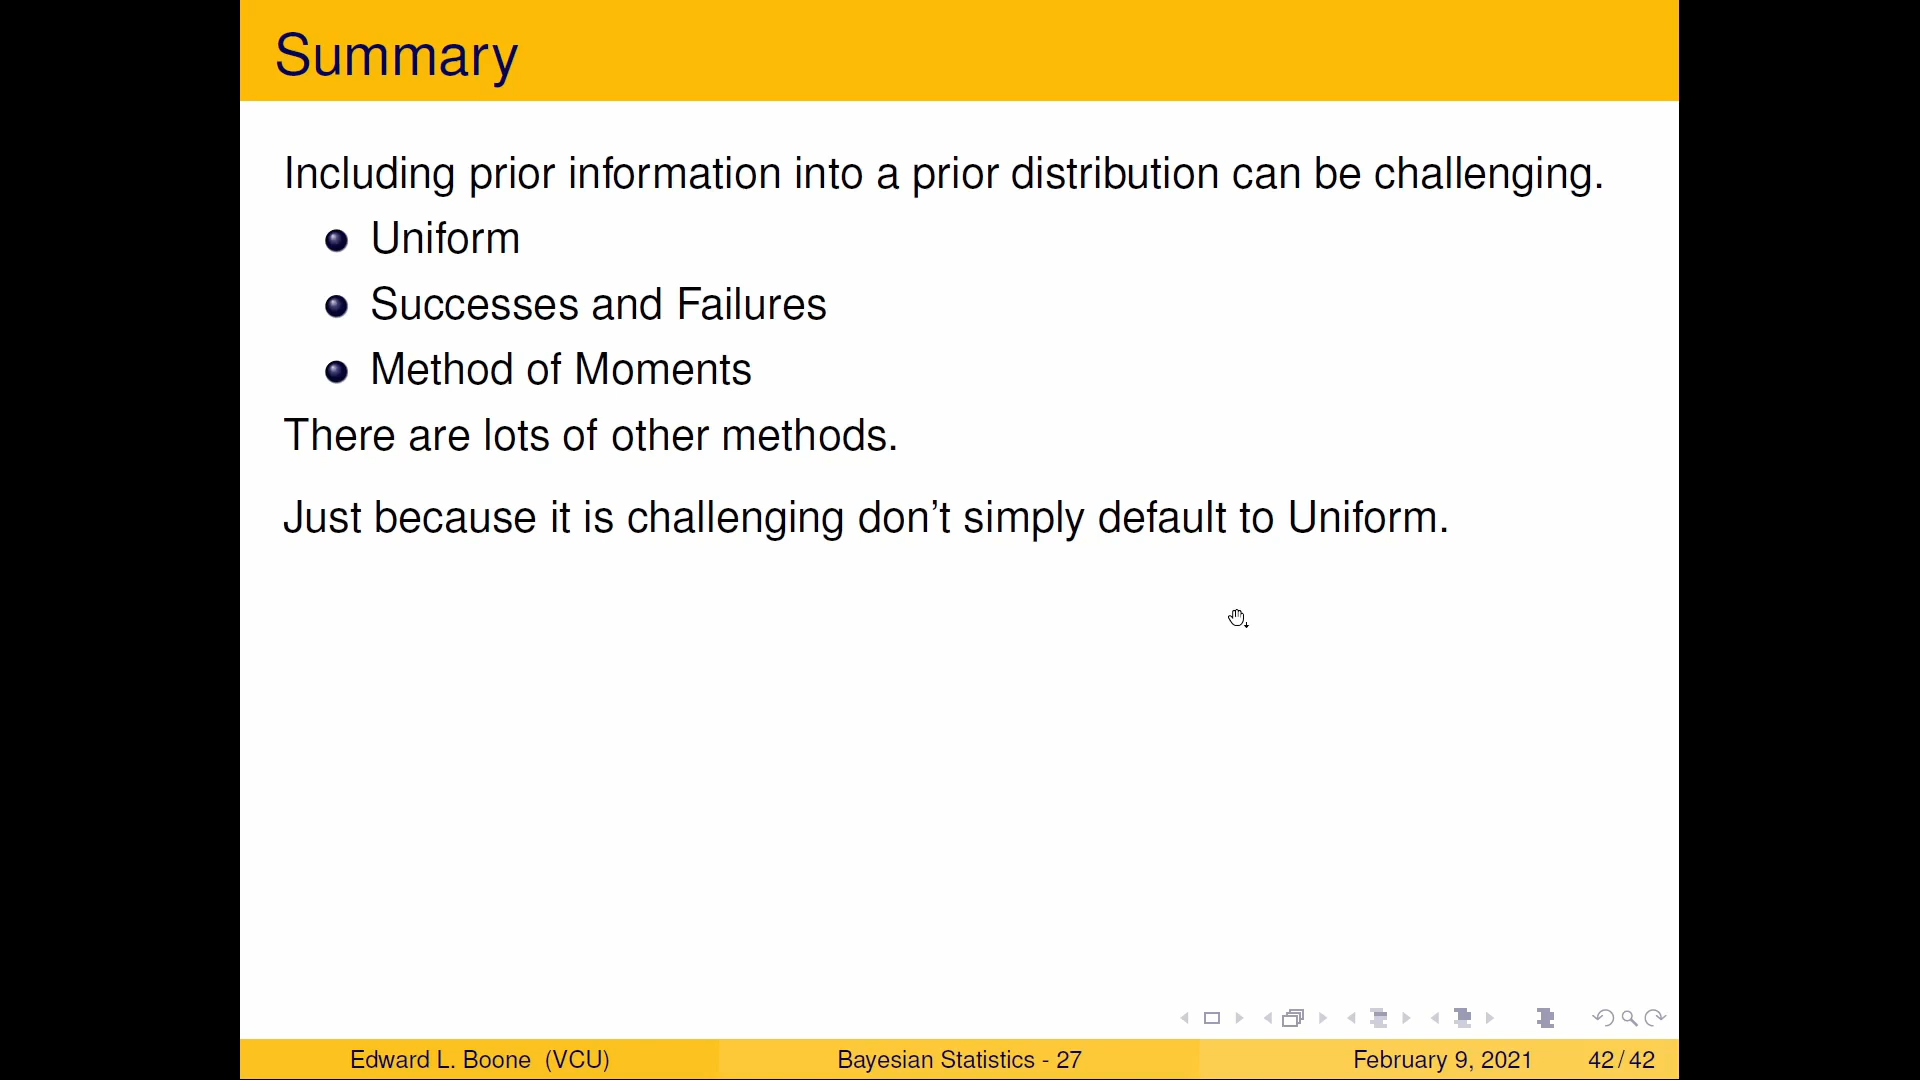 Summary
Including prior information into a prior distribution can be challenging.
Uniform
Successes and Failures
Method of Moments
There are lots of other methods.
Just because it is challenging don't simply default to Uniform.
Edward L. Boone (VCU) Bayesian Statistics - 27 February 9, 2021 42 / 42